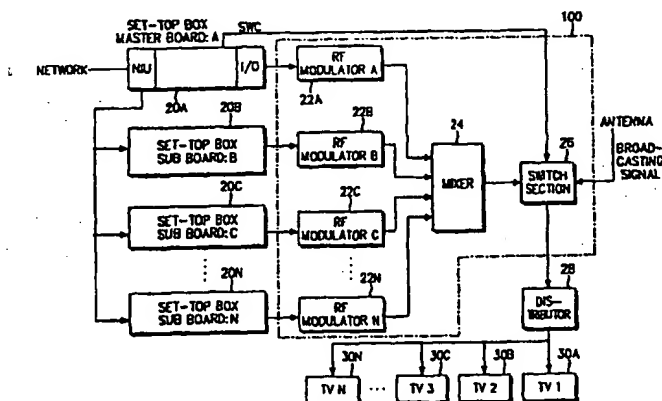 SET-TOP BOX
MASTER BOARD: A
SWC
100
NETWORK
NIU
I/O
RF
MODULATOR A
20A
22A
20B
SET-TOP BOX
SUB BOARD: B
22B
RF
MODULATOR B
24
MIXER
26
SWITCH
SECTION
ANTENNA
BROAD-
CASTING
SIGNAL
20C
SET-TOP BOX
SUB BOARD: C
22C
RF
MODULATOR C
20N
SET-TOP BOX
SUB BOARD: N
22N
RF
MODULATOR N
28
DIS-
TRIBUTOR
30N
TV N
30C
TV 3
30B
TV 2
30A
TV 1